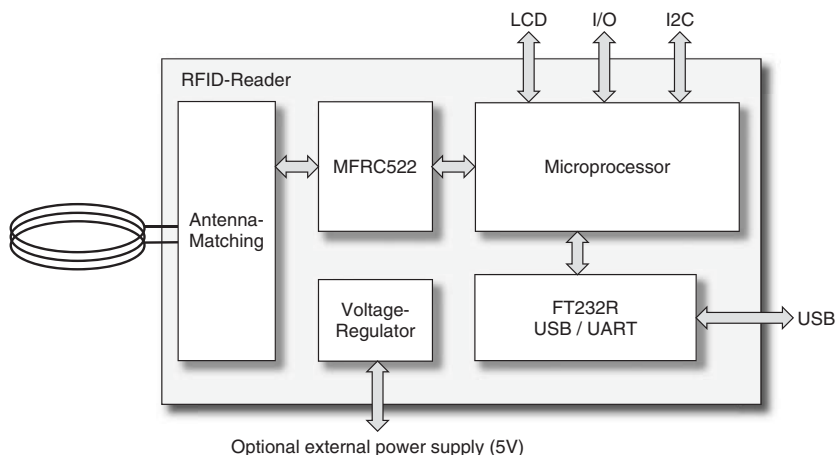 LCD I/O I2C
RFID-Reader
Antenna-
Matching
MFRC522
Microprocessor
Voltage-
Regulator
FT232R
USB / UART
USB
Optional external power supply (5V)